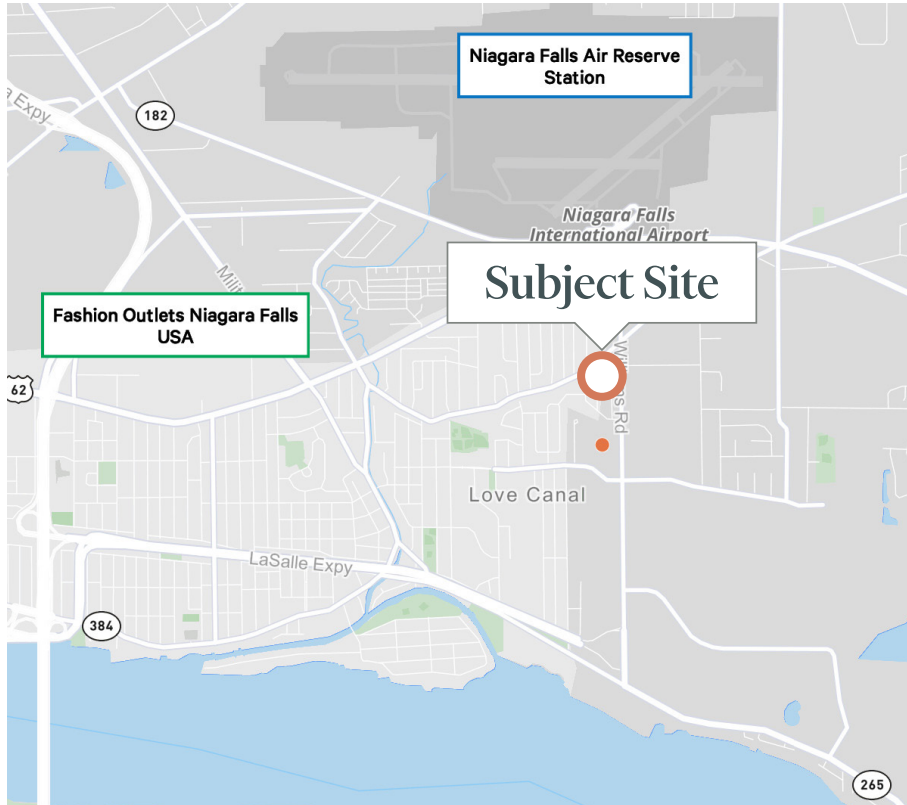 Niagara Falls Air Reserve
Station
a Expy
182
Niagara Falls
International Airport
Subject Site
Milit
Fashion Outlets Niagara Falls
USA
62
Rd
Love Canal
LaSalle Expy
384
265